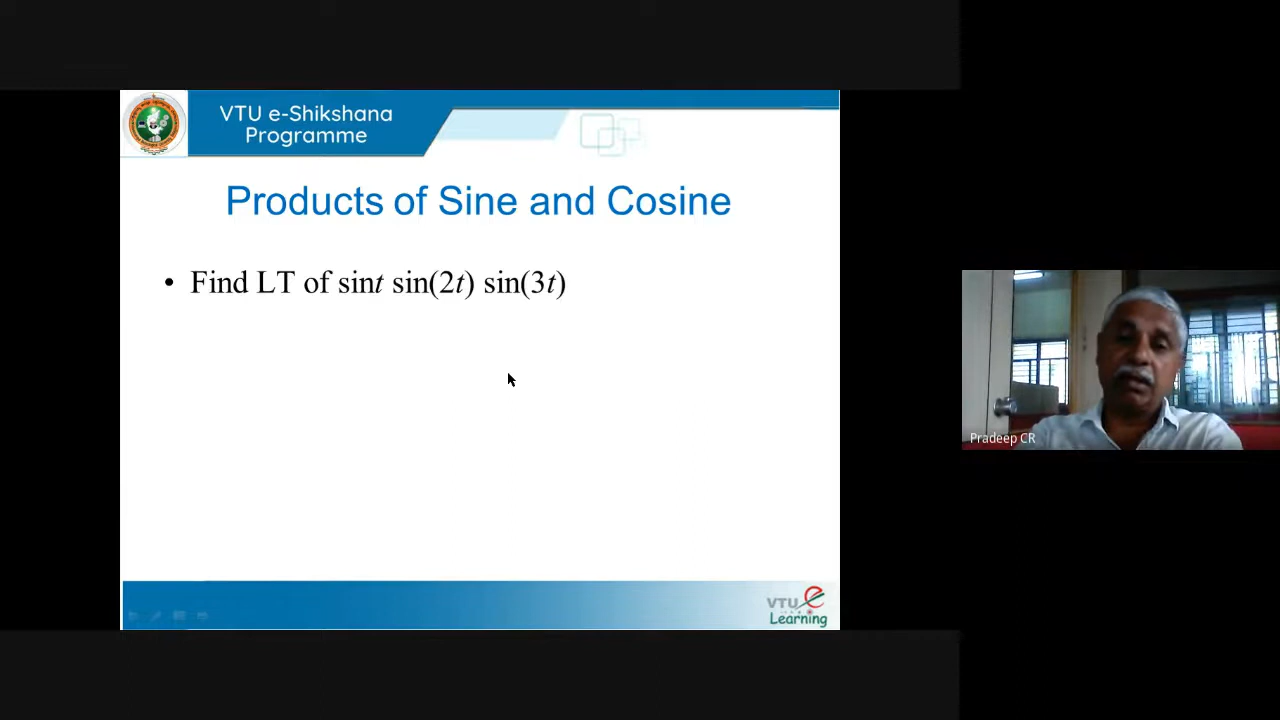 VTU e-Shikshana
Programme
Products of Sine and Cosine
• Find LT of sint sin(2t) sin(3t)
Pradeep CR
VTU e
Learning